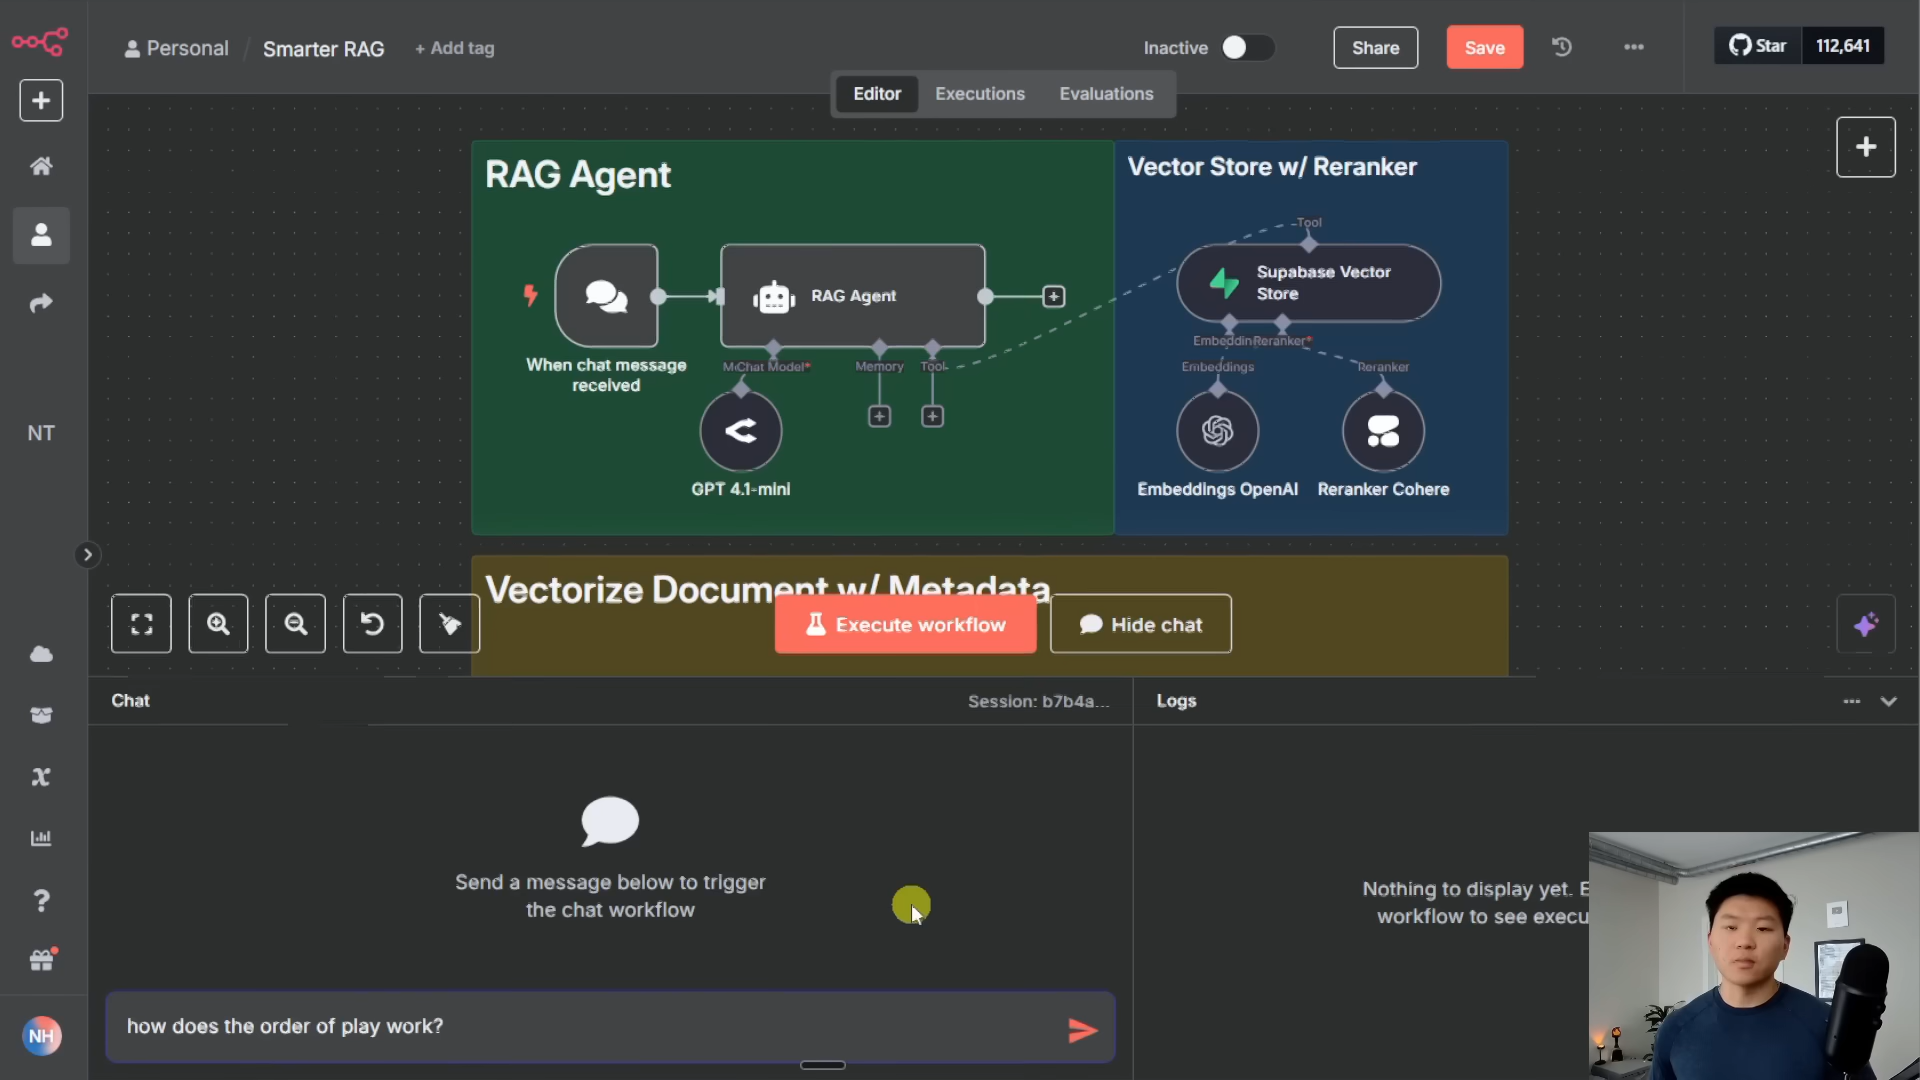 Personal / Smarter RAG + Add tag
Inactive
Share
Save
Star 112,641
Editor Executions Evaluations
RAG Agent
Vector Store w/ Reranker
Tool
RAG Agent
Supabase Vector
Store
When chat message
received
Chat Model*
Memory
Tool
Reranker*
Embeddings
Reranker
GPT 4.1-mini
Embeddings OpenAI
Reranker Cohere
NT
Vectorize Document w/ Metadata
Execute workflow
Hide chat
Chat
Session: b7b4a...
Logs
Send a message below to trigger
the chat workflow
Nothing to display yet. E
workflow to see execu
how does the order of play work?
NH